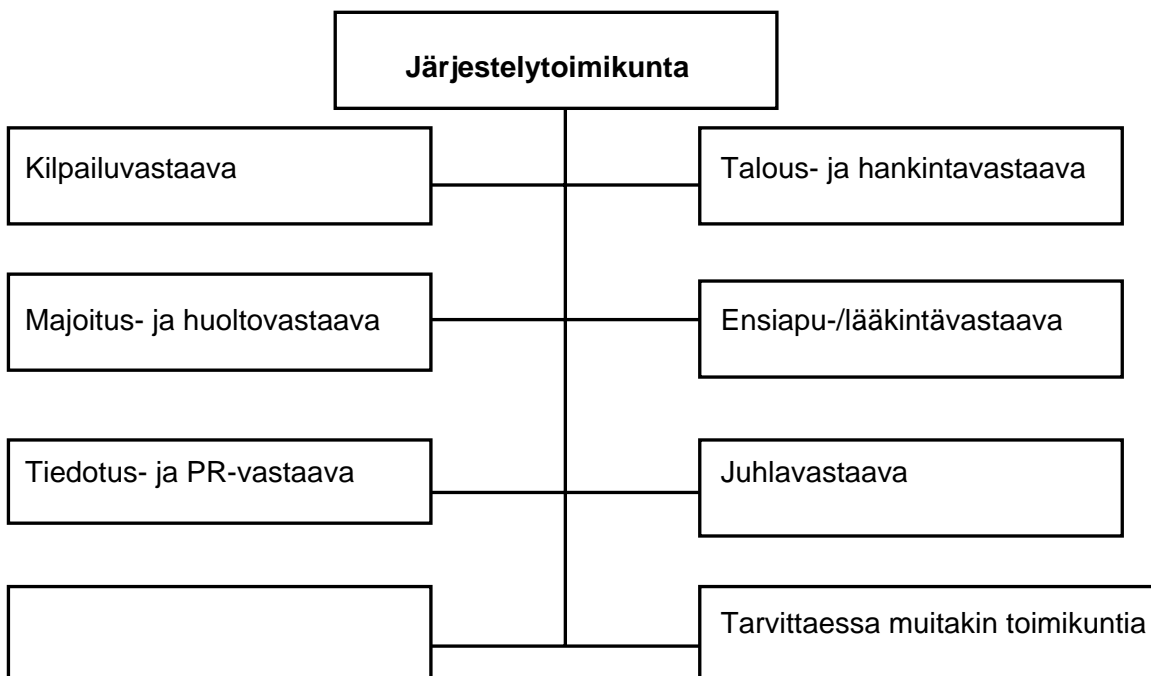 Järjestelytoimikunta
Kilpailuvastaava
Talous- ja hankintavastaava
Majoitus- ja huoltovastaava
Ensiapu-/lääkintävastaava
Tiedotus- ja PR-vastaava
Juhlavastaava
Tarvittaessa muitakin toimikuntia